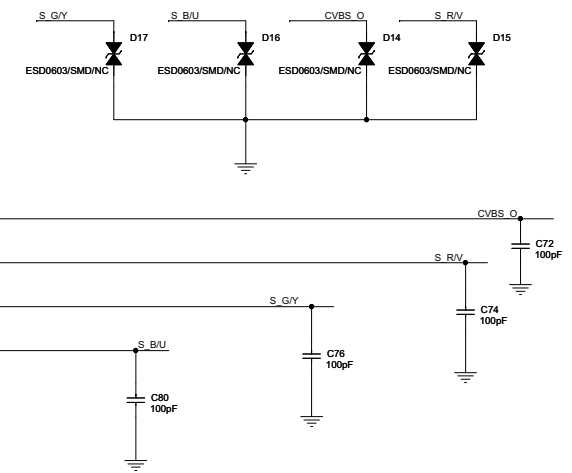 S_G/Y
S_B/U
CVBS_O
S_R/V
D17
D16
D14
D15
ESD0603/SMD/NC
ESD0603/SMD/NC
ESD0603/SMD/NC
ESD0603/SMD/NC
CVBS_O
C72
100pF
S_R/V
C74
100pF
S_G/Y
C76
100pF
S_B/U
C80
100pF